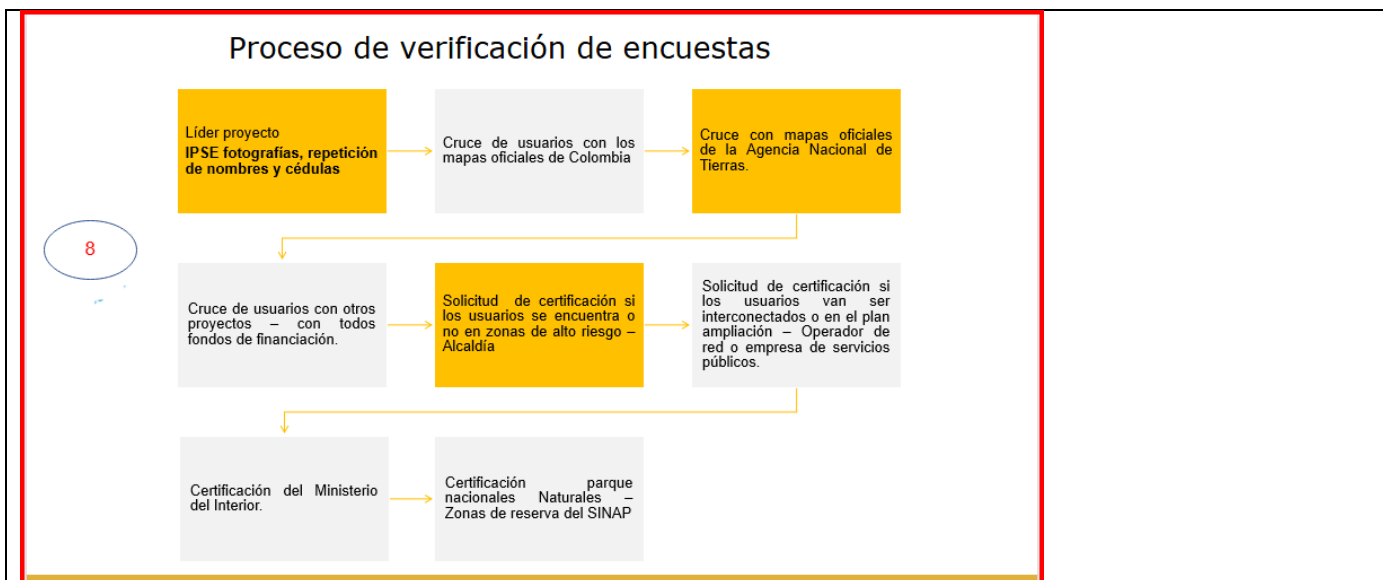 Proceso de verificación de encuestas
Líder proyecto
IPSE fotografías, repetición
de nombres y cédulas
Cruce de usuarios con los
mapas oficiales de Colombia
Cruce con mapas oficiales
de la Agencia Nacional de
Tierras.
8
Cruce de usuarios con otros
proyectos – con todos
fondos de financiación.
Solicitud de certificación si
los usuarios se encuentra o
no en zonas de alto riesgo –
Alcaldía
Solicitud de certificación si
los usuarios van ser
interconectados o en el plan
ampliación – Operador de
red o empresa de servicios
públicos.
Certificación del Ministerio
del Interior.
Certificación parque
nacionales Naturales –
Zonas de reserva del SINAP